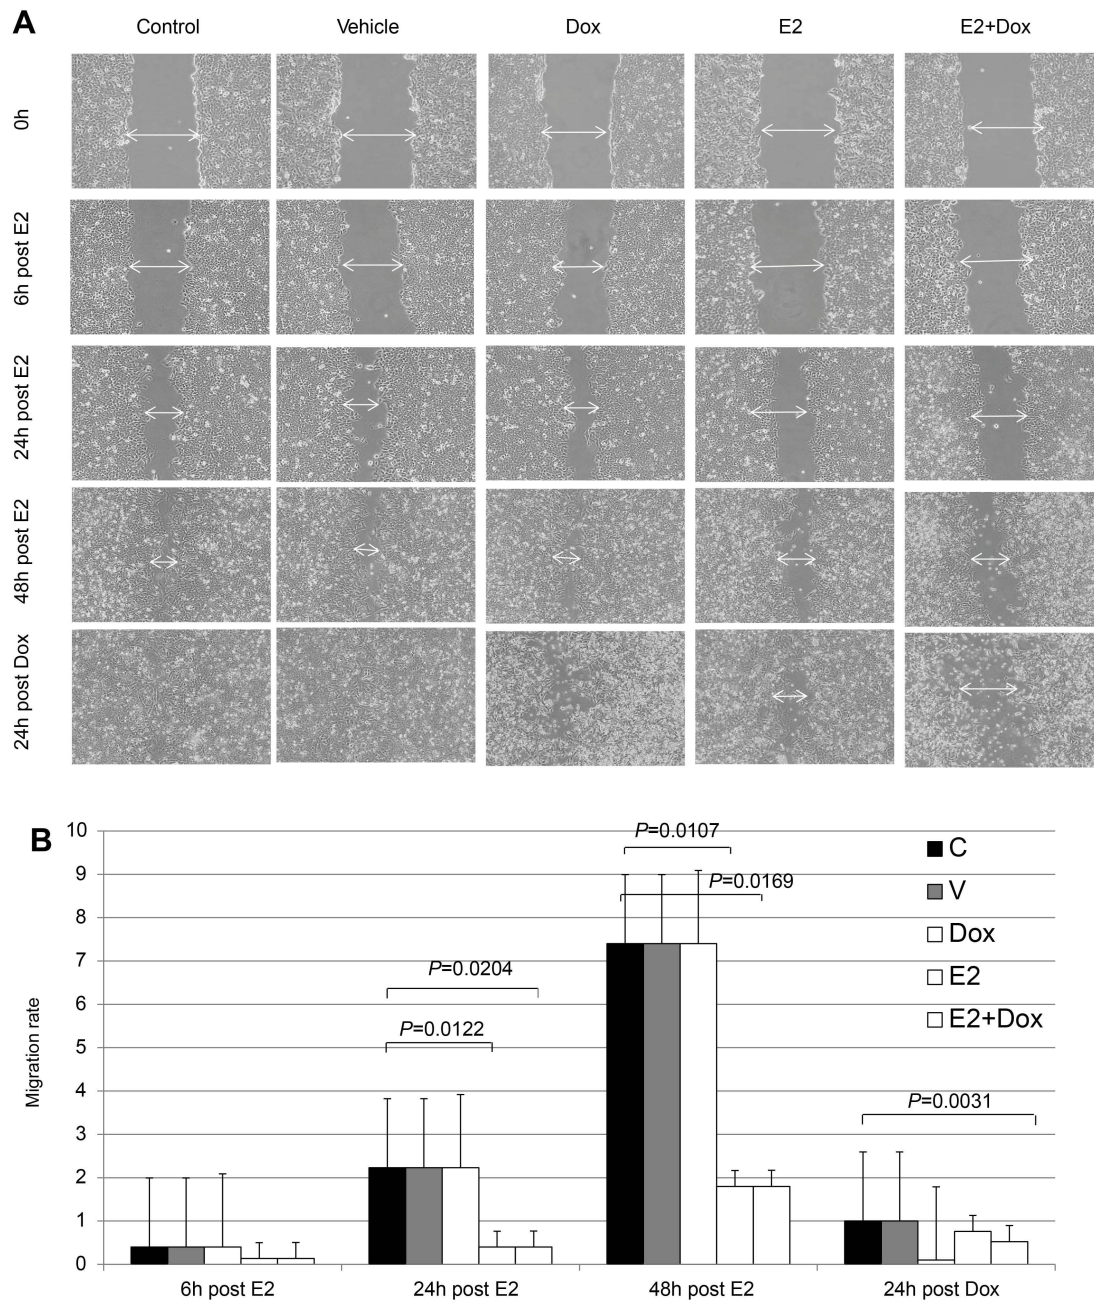 A
Control Vehicle Dox E2 E2+Dox
0h
6h post E2
24h post E2
48h post E2
24h post Dox
B
Migration rate
10
9
8
7
6
5
4
3
2
1
0
P=0.0204
P=0.0122
P=0.0107
P=0.0169
P=0.0031
C
V
Dox
E2
E2+Dox
6h post E2 24h post E2 48h post E2 24h post Dox